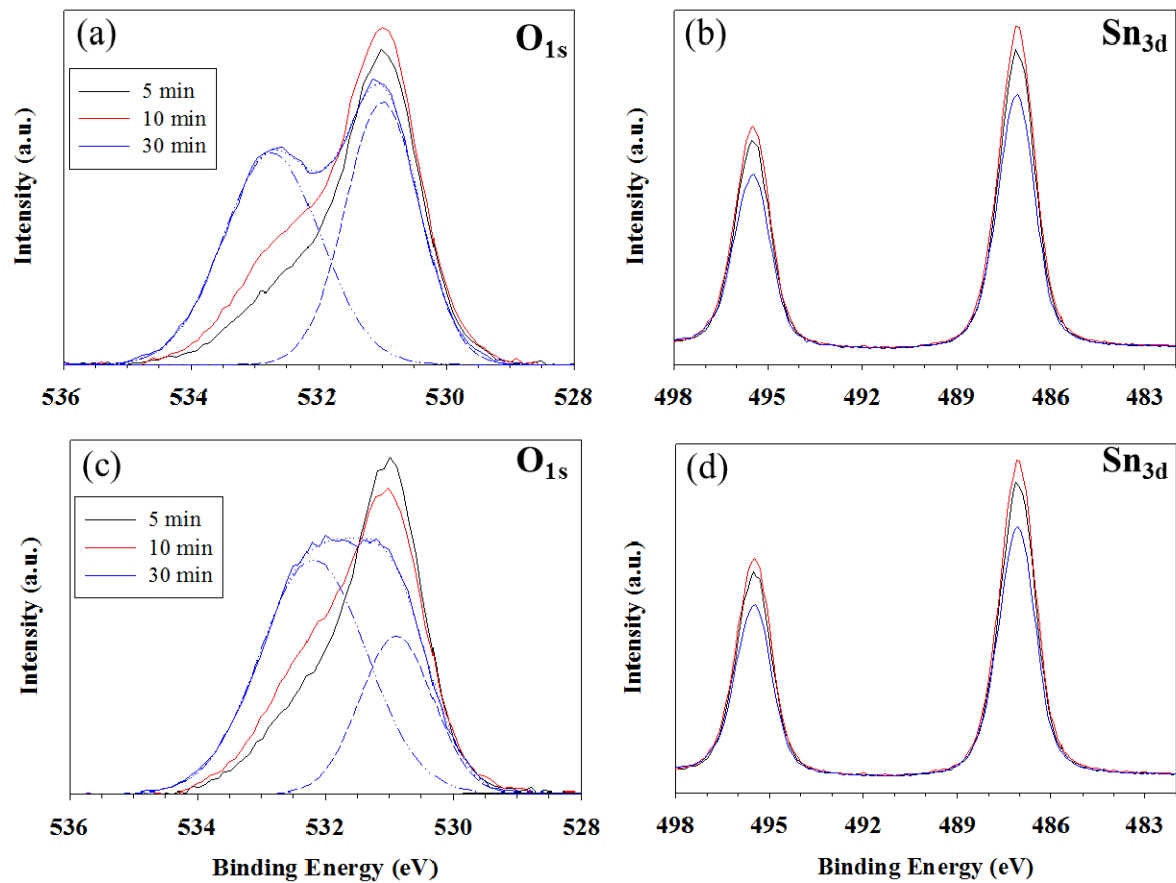 (a)
O1s
5 min
10 min
30 min
Intensity (a.u.)
536 534 531 530 528
(b)
Sn3d
Intensity (a.u.)
498 495 492 489 486 483
(c)
O1s
5 min
10 min
30 min
Intensity (a.u.)
536 534 531 530 528
Binding Energy (eV)
(d)
Sn3d
Intensity (a.u.)
498 495 492 489 486 483
Binding Energy (eV)